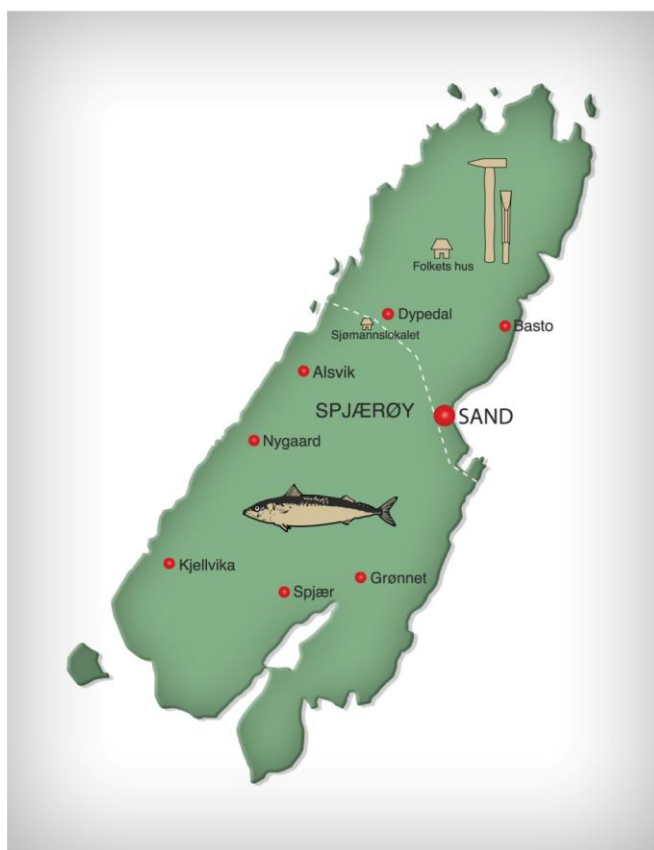 Folkets hus
Dypedal
Basto
Sjømannslokalet
Alsvik
SPJÆRØY
SAND
Nygaard
Kjellvika
Grønnet
Spjær